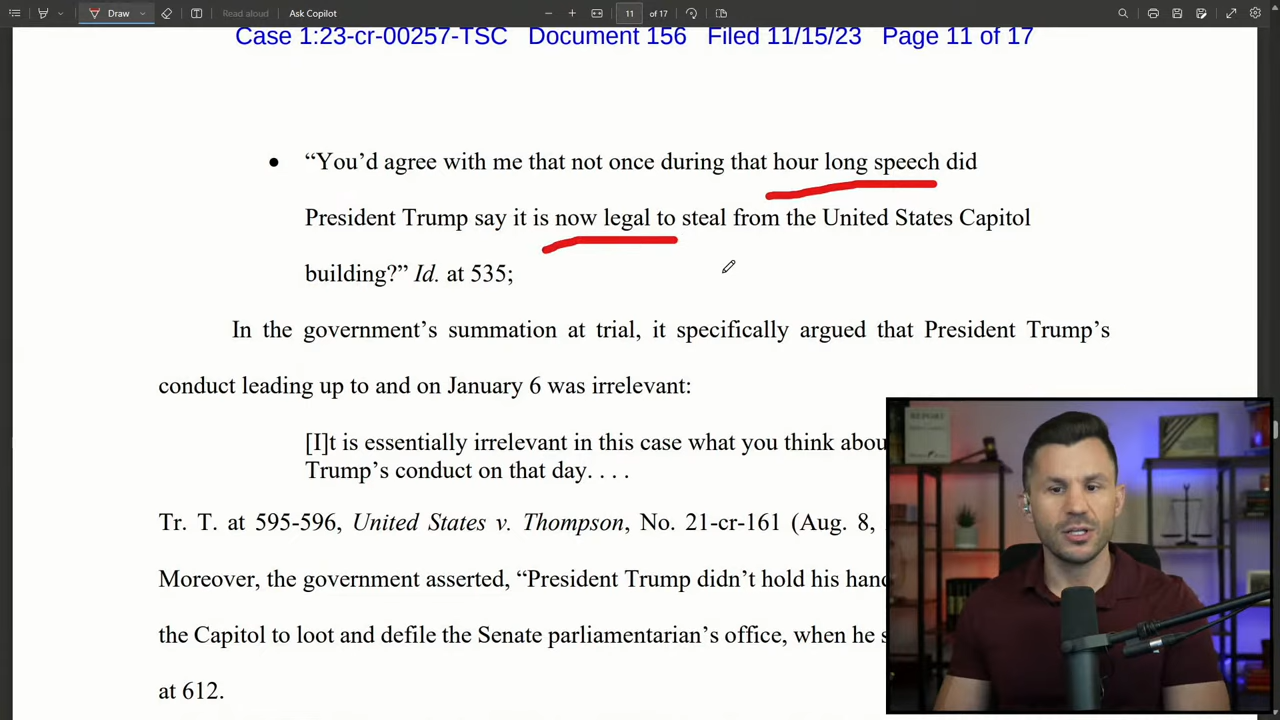 Draw
Read aloud
Ask Copilot
11 of 17
Case 1:23-cr-00257-TSC Document 156 Filed 11/15/23 Page 11 of 17
• “You’d agree with me that not once during that hour long speech did
President Trump say it is now legal to steal from the United States Capitol
building?” Id. at 535;
In the government’s summation at trial, it specifically argued that President Trump’s
conduct leading up to and on January 6 was irrelevant:
[I]t is essentially irrelevant in this case what you think abou
Trump’s conduct on that day. . . .
Tr. T. at 595-596, United States v. Thompson, No. 21-cr-161 (Aug. 8,
Moreover, the government asserted, “President Trump didn’t hold his hand
the Capitol to loot and defile the Senate parliamentarian’s office, when he s
at 612.
REPORT